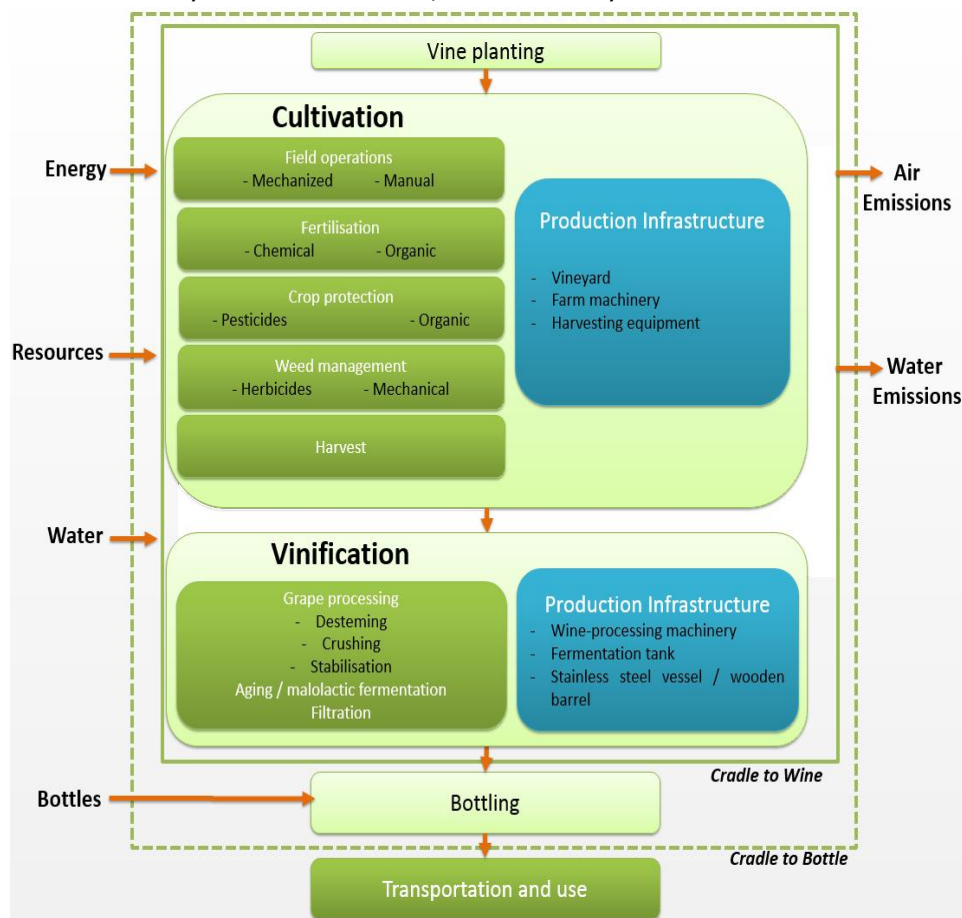 Vine planting
Cultivation
Field operations
- Mechanized - Manual
Fertilisation
- Chemical - Organic
Crop protection
- Pesticides - Organic
Weed management
- Herbicides - Mechanical
Harvest
Production Infrastructure
- Vineyard
- Farm machinery
- Harvesting equipment
Energy
Resources
Water
Bottles
Air
Emissions
Water
Emissions
Vinification
Grape processing
- Desteming
- Crushing
- Stabilisation
Aging / malolactic fermentation
Filtration
Production Infrastructure
- Wine-processing machinery
- Fermentation tank
- Stainless steel vessel / wooden
barrel
Cradle to Wine
Bottling
Cradle to Bottle
Transportation and use